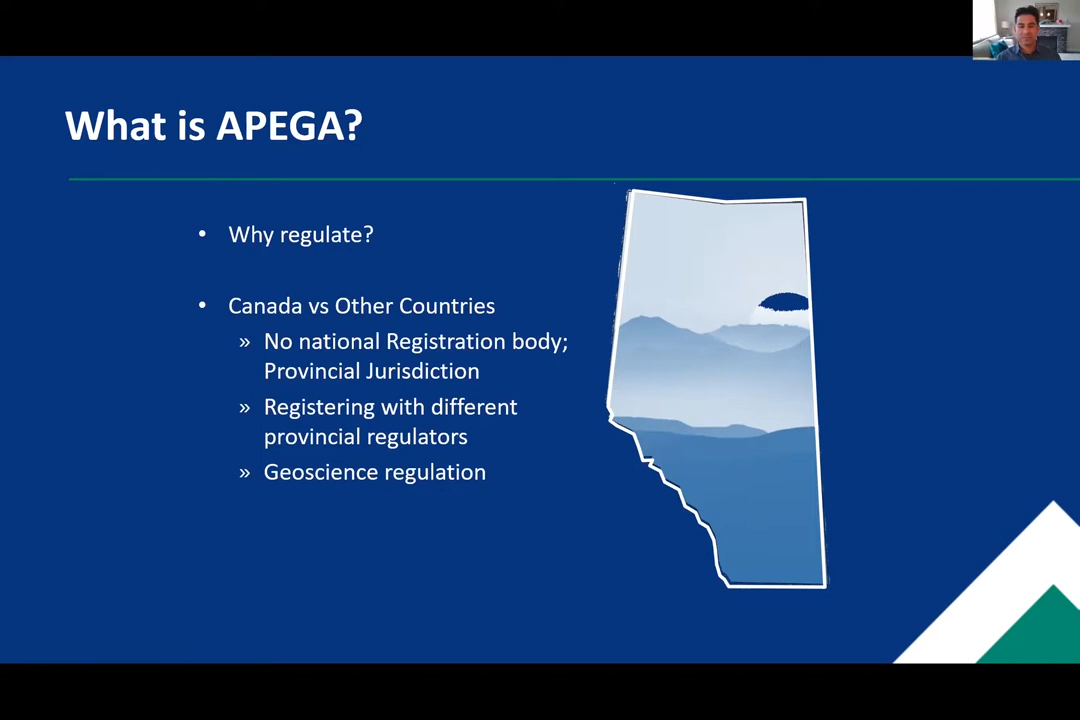 What is APEGA?
• Why regulate?
• Canada vs Other Countries
» No national Registration body;
Provincial Jurisdiction
» Registering with different
provincial regulators
» Geoscience regulation